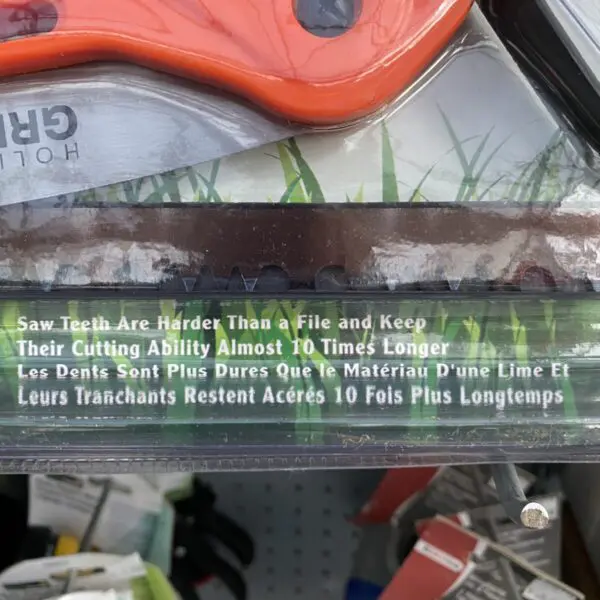 Saw Teeth Are Harder Than a File and Keep
Their Cutting Ability Almost 10 Times Longer
Les Dents Sont Plus Dures Que le Matériau D'une Lime Et
Leurs Tranchants Restent Acérés 10 Fois Plus Longtemps